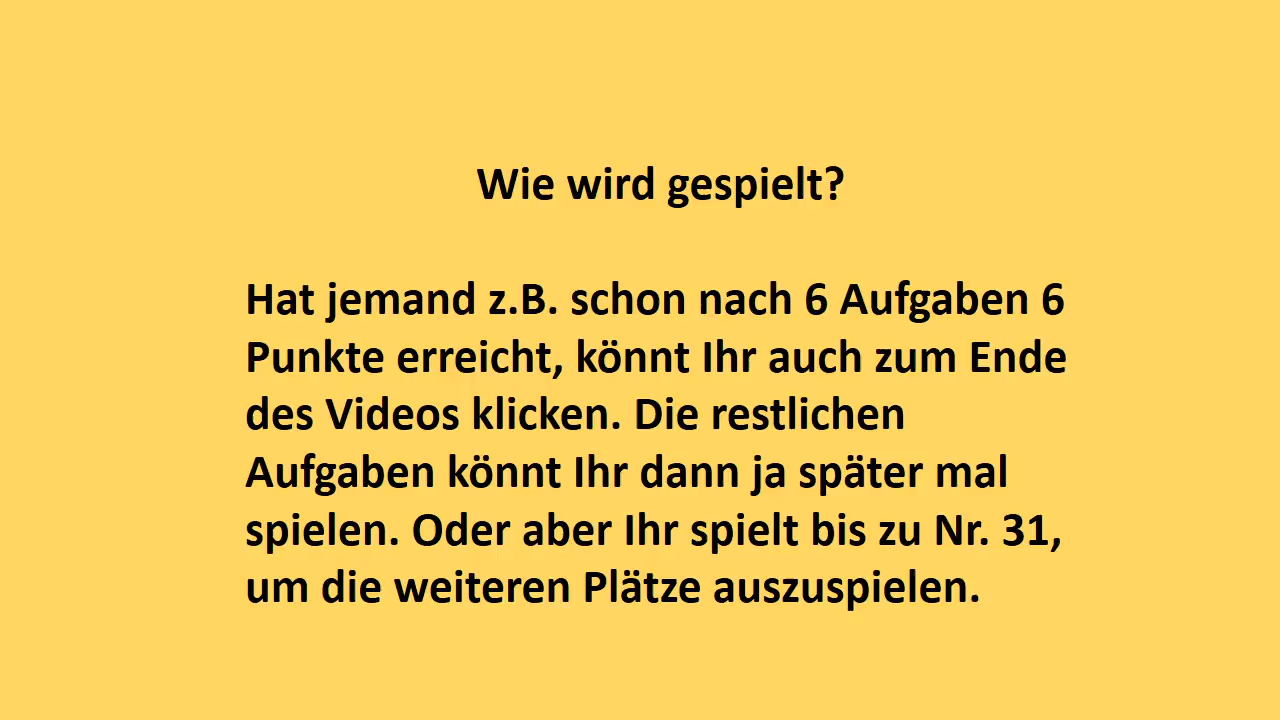 Wie wird gespielt?
Hat jemand z.B. schon nach 6 Aufgaben 6
Punkte erreicht, könnt Ihr auch zum Ende
des Videos klicken. Die restlichen
Aufgaben könnt Ihr dann ja später mal
spielen. Oder aber Ihr spielt bis zu Nr. 31,
um die weiteren Plätze auszuspielen.